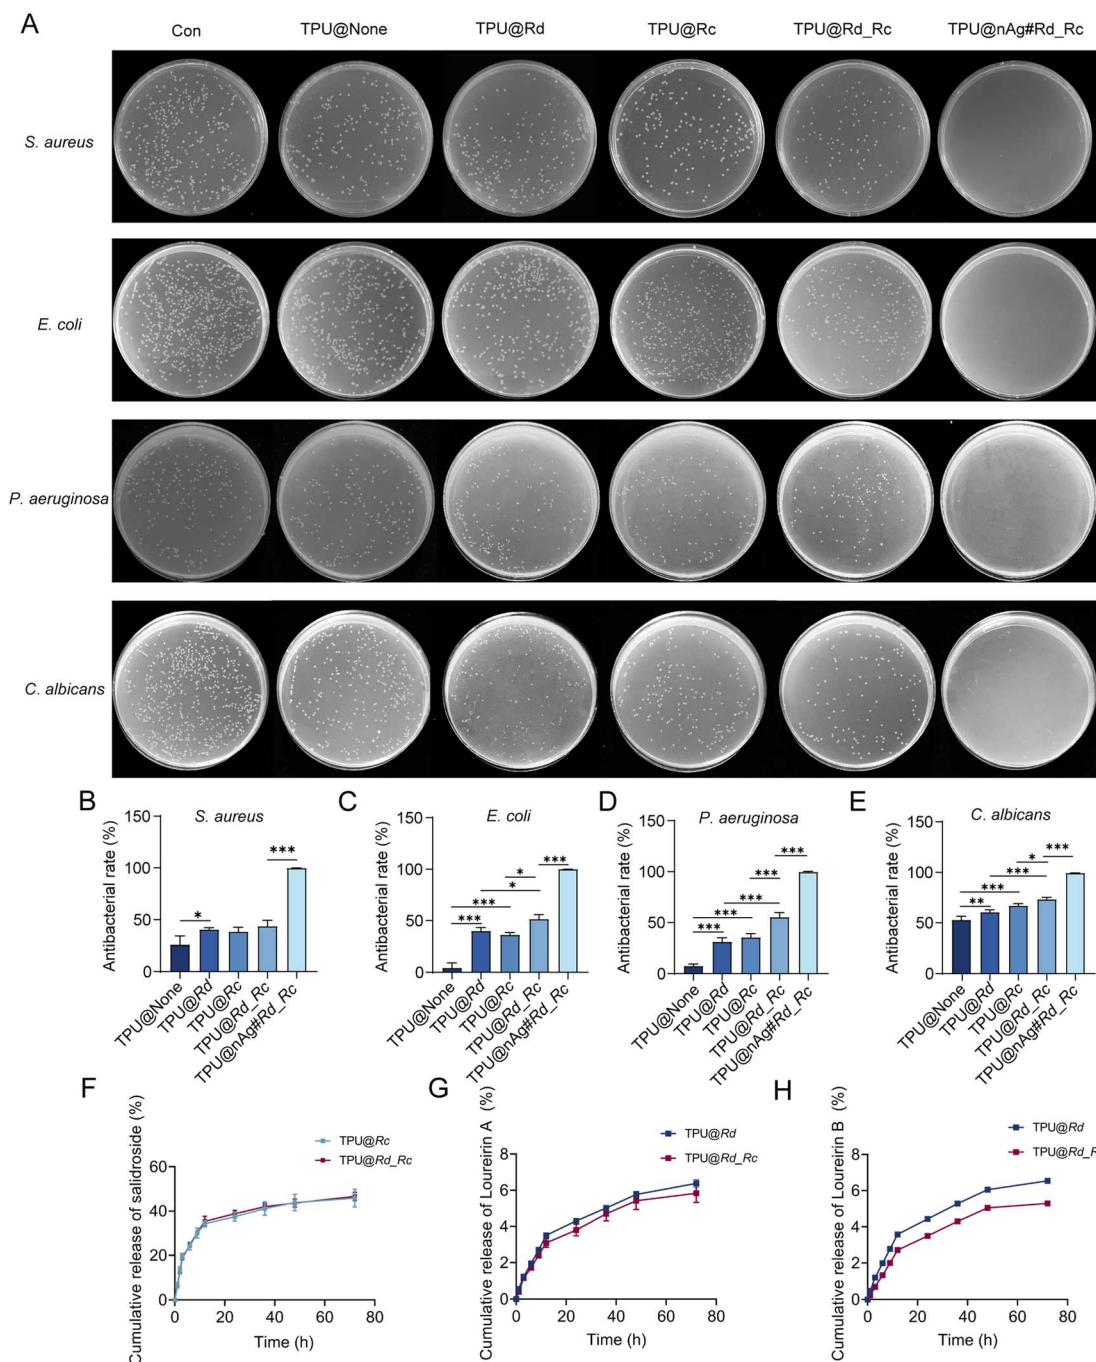 A
Con TPU@None TPU@Rd TPU@Rc TPU@Rd_Rc TPU@nAg#Rd_Rc
S. aureus
E. coli
P. aeruginosa
C. albicans
B
S. aureus
Antibacterial rate (%)
150
100
50
0
***
*
TPU@None
TPU@Rd
TPU@Rc
TPU@Rd_Rc
TPU@nAg#Rd_Rc
C
E. coli
Antibacterial rate (%)
150
100
50
0
***
*
*
***
***
TPU@None
TPU@Rd
TPU@Rc
TPU@Rd_Rc
TPU@nAg#Rd_Rc
D
P. aeruginosa
Antibacterial rate (%)
150
100
50
0
***
***
***
***
***
TPU@None
TPU@Rd
TPU@Rc
TPU@Rd_Rc
TPU@nAg#Rd_Rc
E
C. albicans
Antibacterial rate (%)
150
100
50
0
***
*
***
***
**
TPU@None
TPU@Rd
TPU@Rc
TPU@Rd_Rc
TPU@nAg#Rd_Rc
F
Cumulative release of salidroside (%)
TPU@Rc
TPU@Rd_Rc
60
40
20
0
0 20 40 60 80
Time (h)
G
Cumulative release of Loureirin A (%)
TPU@Rd
TPU@Rd_Rc
8
6
4
2
0
0 20 40 60 80
Time (h)
H
Cumulative release of Loureirin B (%)
TPU@Rd
TPU@Rd_R
8
6
4
2
0
0 20 40 60 80
Time (h)